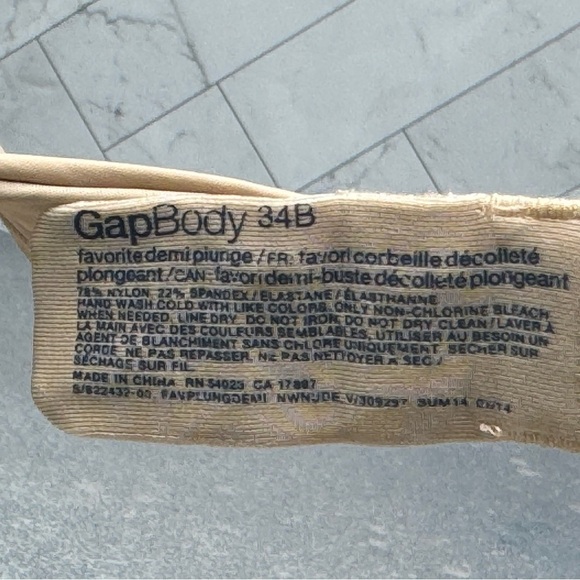 GapBody 34B
favorite demi plunge / FR: favori corbeille décolleté
plongeant / CAN: favori demi-buste décolleté plongeant
78% NYLON, 22% SPANDEX / ELASTANE / ÉLASTHANNE
HAND WASH COLD WITH LIKE COLORS. ONLY NON-CHLORINE BLEACH
WHEN NEEDED. LINE DRY. DO NOT IRON. DO NOT DRY CLEAN / LAVER À
LA MAIN AVEC DES COULEURS SEMBLABLES. UTILISER AU BESOIN UN
AGENT DE BLANCHIMENT SANS CHLORE UNIQUEMENT. SÉCHER SUR
CORDE. NE PAS REPASSER. NE PAS NETTOYER À SEC /
SÉCHAGE SUR FIL.
MADE IN CHINA RN 54023 CA 17897
FAVPLUNGDEMI NWNUDE SUM14